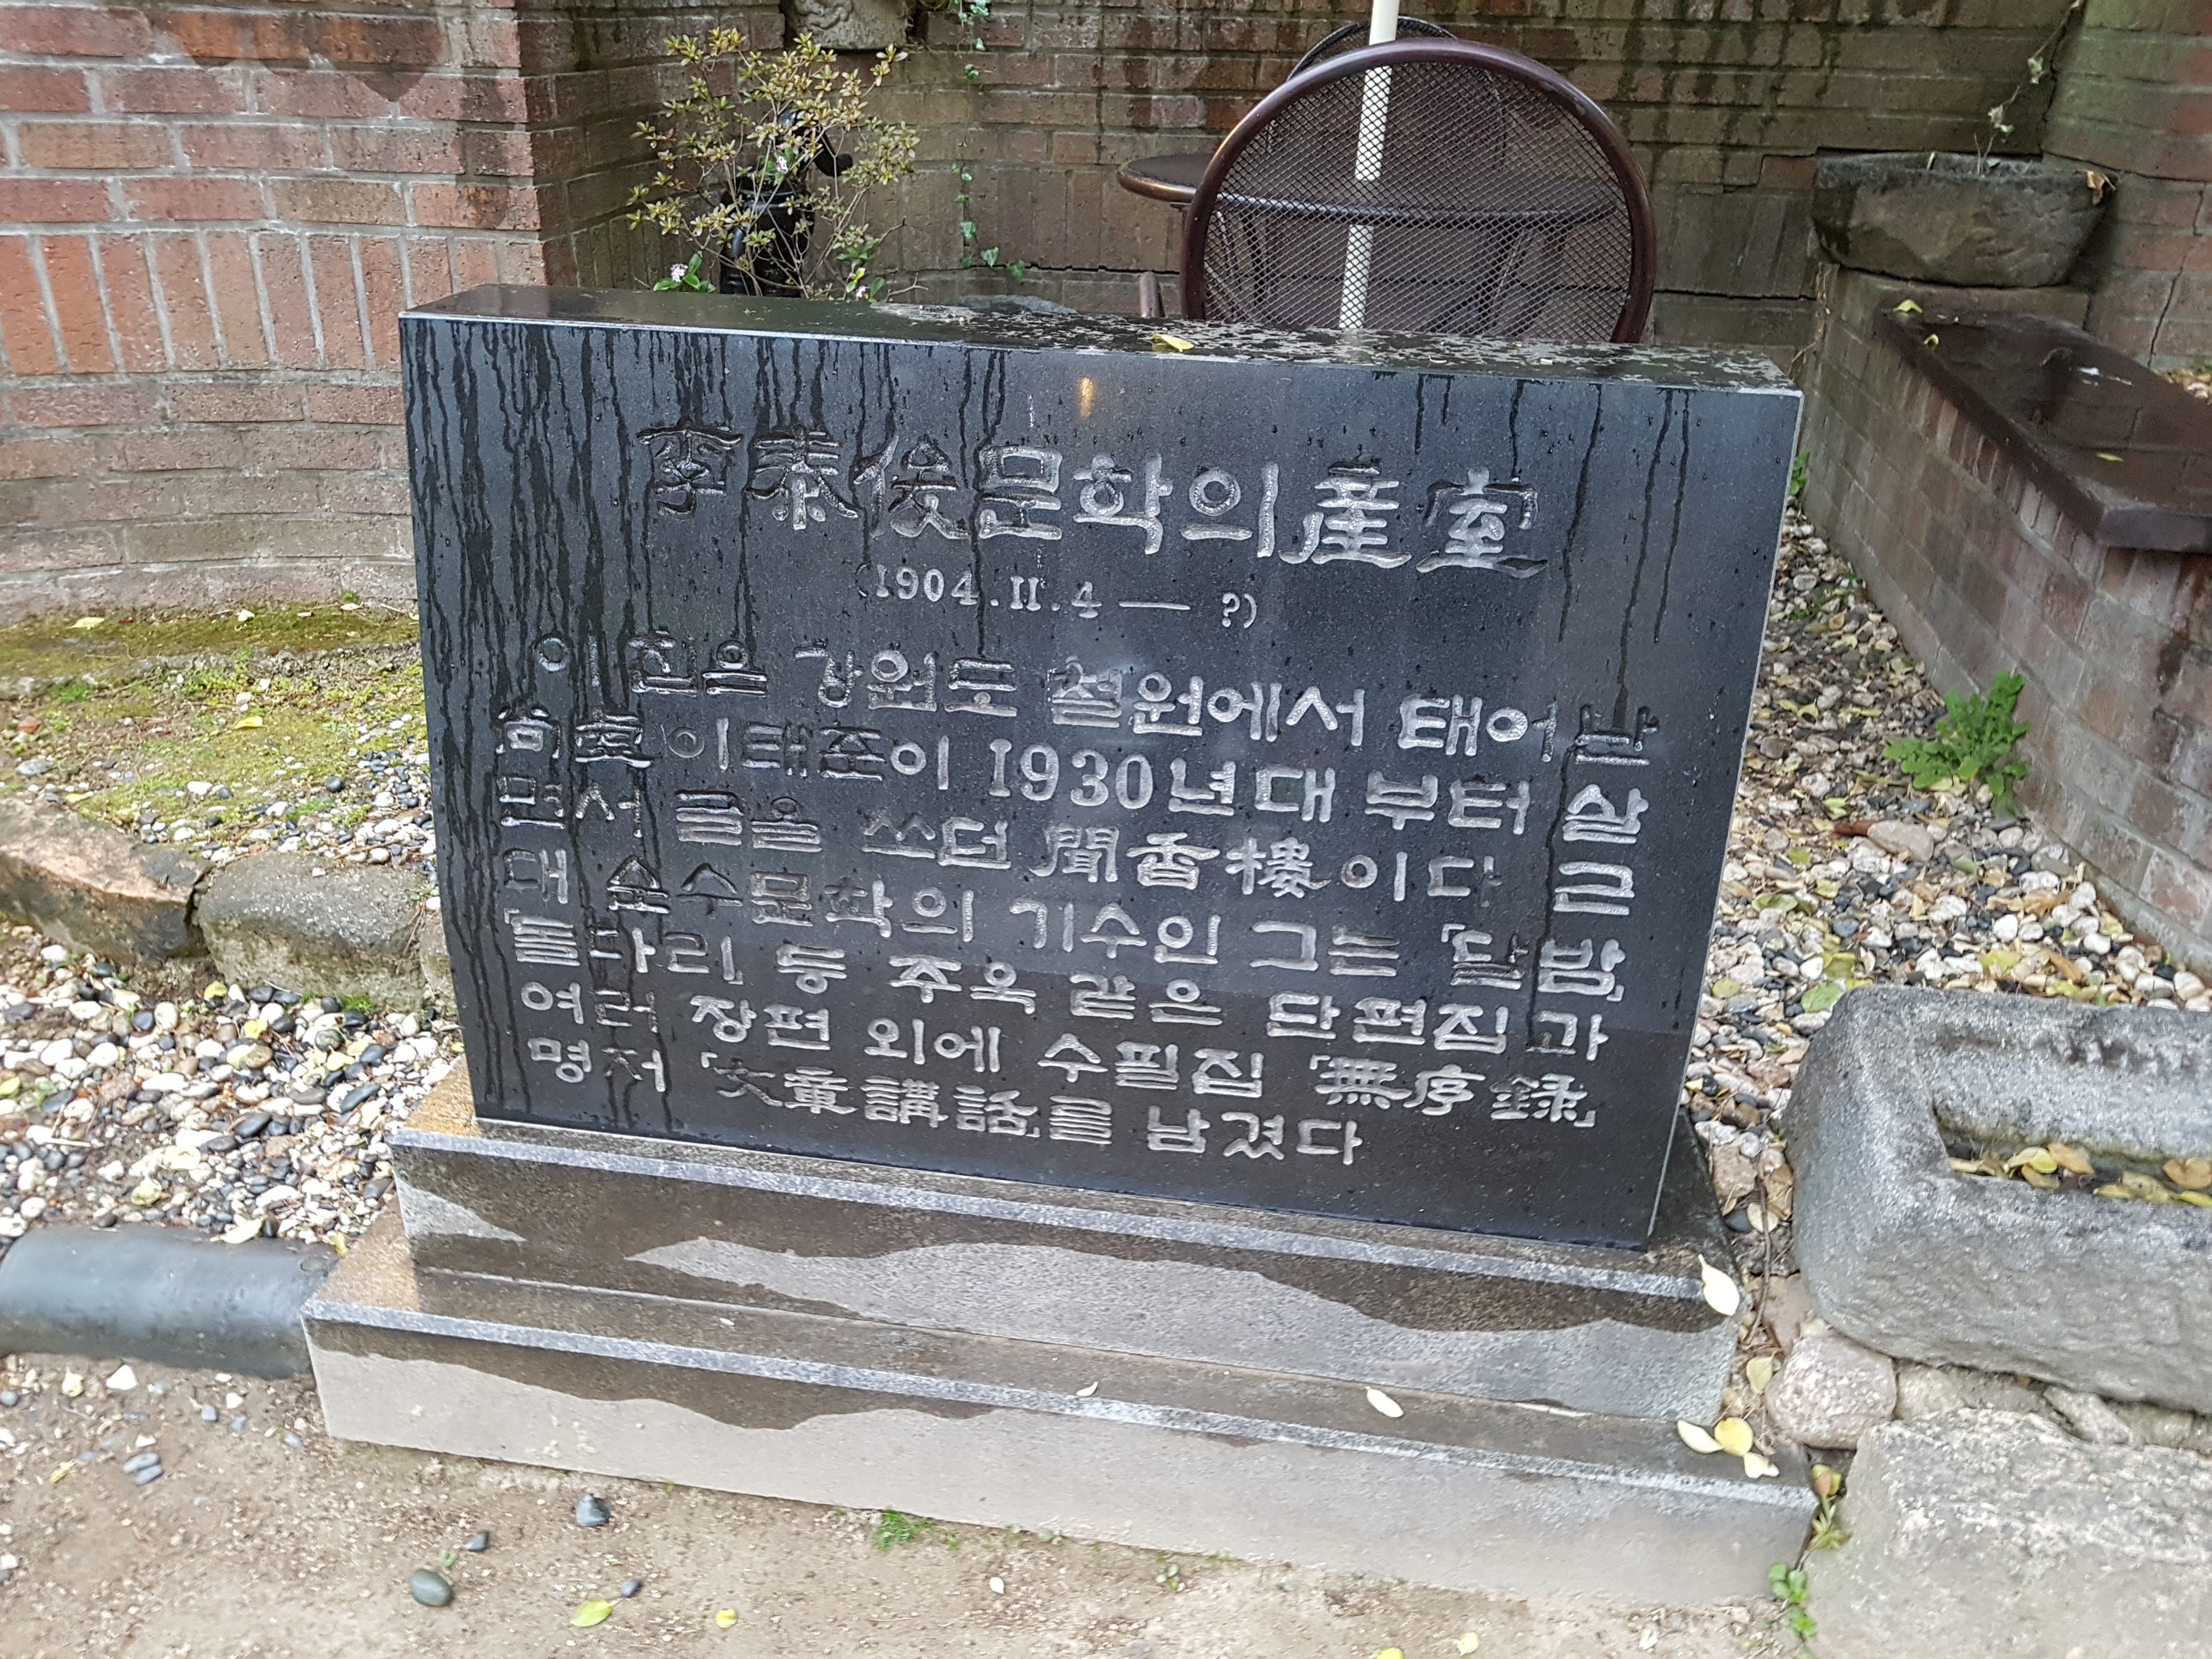 李泰俊문학의産室
(1904.11.4 — ?)
이 집은 강원도 철원에서 태어난
尙虛 이태준이 1930년대 부터 살
면서 글을 쓰던 聞香樓이다 근
대 순수문학의 기수인 그는 「달밤」
「돌다리」 등 주옥 같은 단편집과
여러 장편 외에 수필집 「無序錄」
명저 「文章講話」를 남겼다